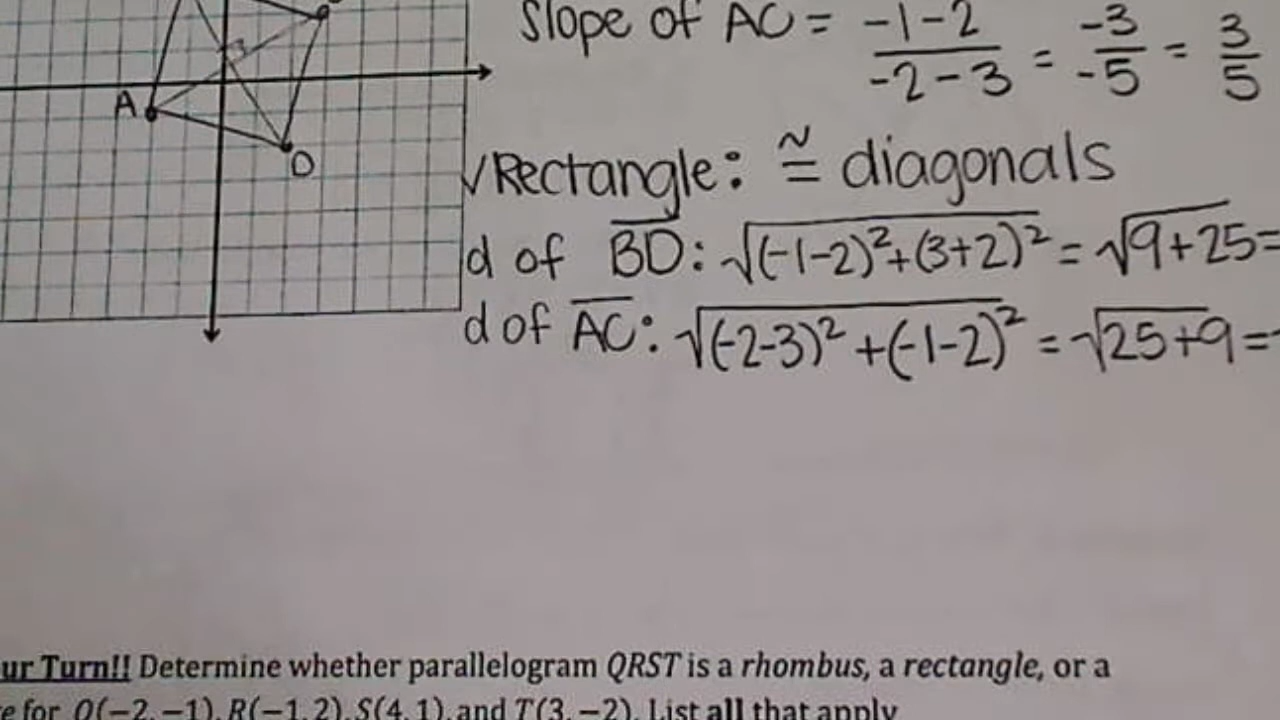 Slope of AC = -1-2 / -2-3 = -3 / -5 = 3 / 5
A
D
√Rectangle: ≅ diagonals
d of BD: √(-1-2)²+(3+2)² = √9+25 =
d of AC: √(-2-3)²+(-1-2)² = √25+9 =
ur Turn!! Determine whether parallelogram QRST is a rhombus, a rectangle, or a
e for Q(−2, −1), R(−1, 2), S(4, 1), and T(3, −2). List all that apply